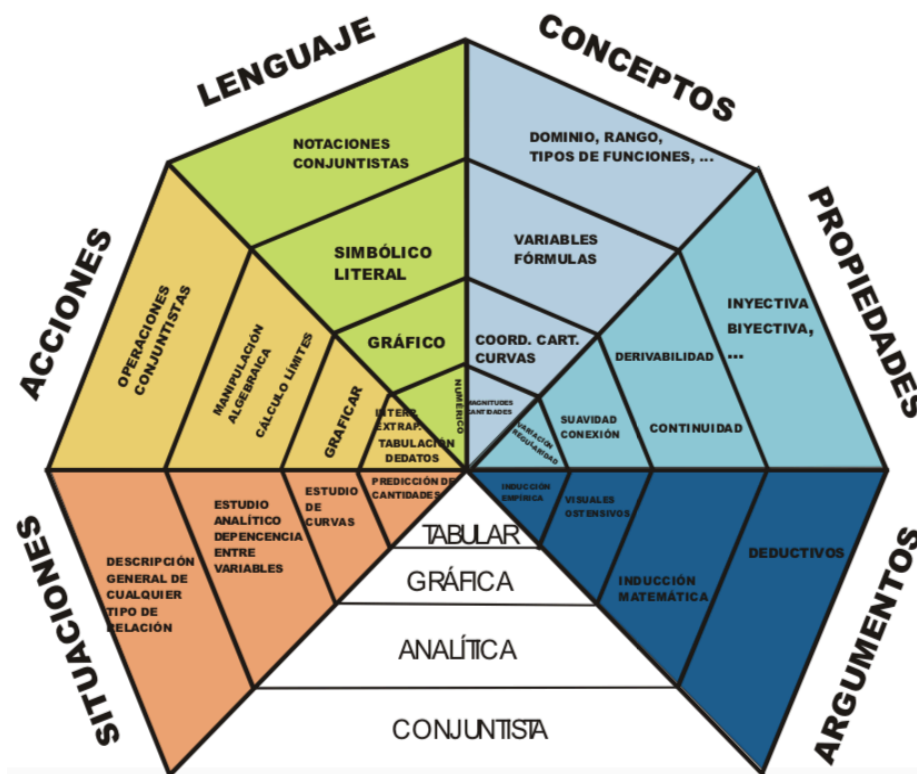 LENGUAJE
CONCEPTOS
ACCIONES
PROPIEDADES
SITUACIONES
ARGUMENTOS
NOTACIONES
CONJUNTISTAS
SIMBÓLICO
LITERAL
GRÁFICO
NUMÉRICO
DOMINIO, RANGO,
TIPOS DE FUNCIONES, ...
VARIABLES
FÓRMULAS
COORD. CART.
CURVAS
MAGNITUDES
CANTIDADES
OPERACIONES
CONJUNTISTAS
MANIPULACIÓN
ALGEBRAICA
CÁLCULO LÍMITES
GRAFICAR
INTERP.
EXTRAP.
TABULACIÓN
DEDATOS
INYECTIVA
BIYECTIVA,
...
DERIVABILIDAD
CONTINUIDAD
SUAVIDAD
CONEXIÓN
VARIACIÓN
REGULARIDAD
DESCRIPCIÓN
GENERAL DE
CUALQUIER
TIPO DE
RELACIÓN
ESTUDIO
ANALÍTICO
DEPENCENCIA
ENTRE
VARIABLES
ESTUDIO
DE
CURVAS
PREDICCIÓN DE
CANTIDADES
INDUCCIÓN
EMPÍRICA
VISUALES
OSTENSIVOS
INDUCCIÓN
MATEMÁTICA
DEDUCTIVOS
TABULAR
GRÁFICA
ANALÍTICA
CONJUNTISTA